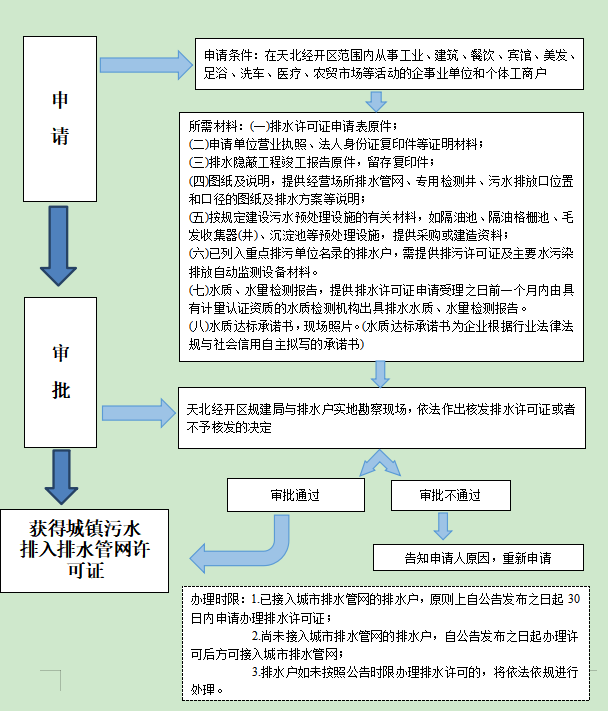 申
请
申请条件：在天北经开区范围内从事工业、建筑、餐饮、宾馆、美发、
足浴、洗车、医疗、农贸市场等活动的企事业单位和个体工商户
所需材料：(一)排水许可证申请表原件；
(二)申请单位营业执照、法人身份证复印件等证明材料；
(三)排水隐蔽工程竣工报告原件，留存复印件；
(四)图纸及说明，提供经营场所排水管网、专用检测井、污水排放口位置
和口径的图纸及排水方案等说明；
(五)按规定建设污水预处理设施的有关材料，如隔油池、隔油格栅池、毛
发收集器(井)、沉淀池等预处理设施，提供采购或建造资料；
(六)已列入重点排污单位名录的排水户，需提供排污许可证及主要水污染
排放自动监测设备材料。
(七)水质、水量检测报告，提供排水许可证申请受理之日前一个月内由具
有计量认证资质的水质检测机构出具排水水质、水量检测报告。
(八)水质达标承诺书，现场照片。(水质达标承诺书为企业根据行业法律法
规与社会信用自主拟写的承诺书)
审
批
天北经开区规建局与排水户实地勘察现场，依法作出核发排水许可证或者
不予核发的决定
审批通过
审批不通过
获得城镇污水
排入排水管网许
可证
告知申请人原因，重新申请
办理时限：1.已接入城市排水管网的排水户，原则上自公告发布之日起 30
日内申请办理排水许可证；
2.尚未接入城市排水管网的排水户，自公告发布之日起办理许
可后方可接入城市排水管网；
3.排水户如未按照公告时限办理排水许可的，将依法依规进行
处理。